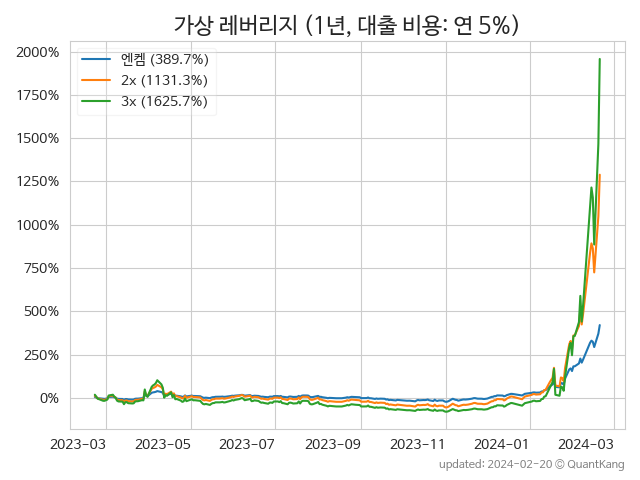 가상 레버리지 (1년, 대출 비용: 연 5%)
엔켐 (389.7%)
2x (1131.3%)
3x (1625.7%)
2000%
1750%
1500%
1250%
1000%
750%
500%
250%
0%
2023-03 2023-05 2023-07 2023-09 2023-11 2024-01 2024-03
updated: 2024-02-20 © QuantKang